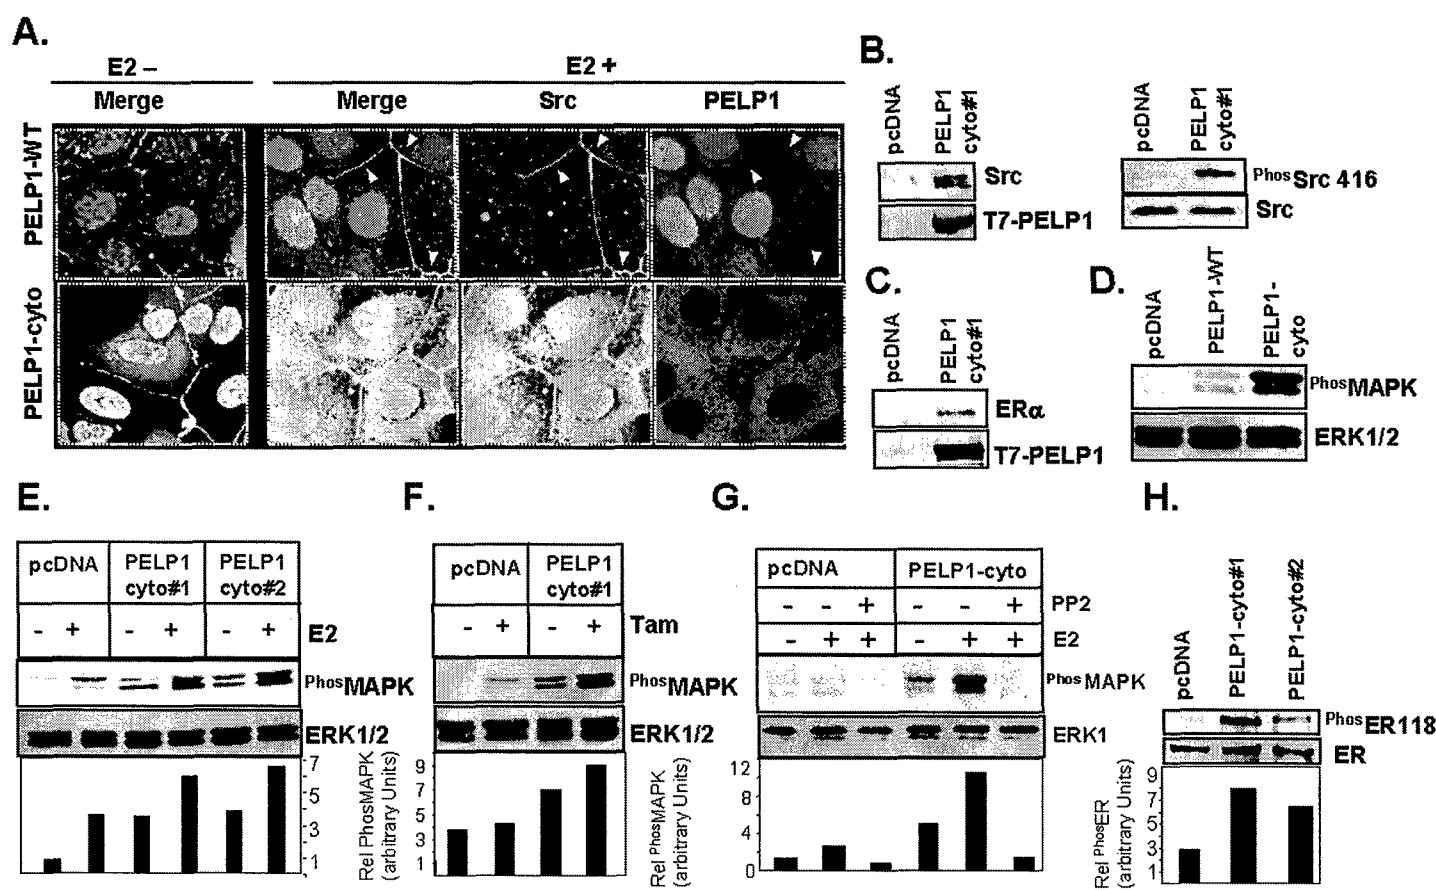 A.
E2 –
E2 +
Merge
Merge
Src
PELP1
PELP1-WT
PELP1-cyto
B.
pcDNA
PELP1
cyto#1
Src
T7-PELP1
pcDNA
PELP1
cyto#1
PhosSrc 416
Src
C.
pcDNA
PELP1
cyto#1
ERα
T7-PELP1
D.
pcDNA
PELP1-WT
PELP1-
cyto
PhosMAPK
ERK1/2
E.
pcDNA
PELP1
cyto#1
PELP1
cyto#2
- + - + - + E2
PhosMAPK
ERK1/2
7
5
3
1
Rel PhosMAPK
(arbitrary Units)
F.
pcDNA
PELP1
cyto#1
- + - + Tam
PhosMAPK
ERK1/2
9
7
5
3
1
Rel PhosMAPK
(arbitrary Units)
G.
pcDNA
PELP1-cyto
- - + - - + PP2
- + + - + + E2
PhosMAPK
ERK1
12
8
4
0
H.
pcDNA
PELP1-cyto#1
PELP1-cyto#2
PhosER118
ER
9
7
5
3
1
Rel PhosER
(arbitrary Units)